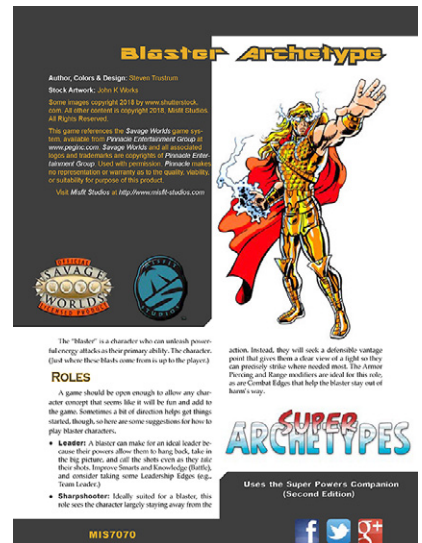 Blaster Archetype
Author, Colors & Design: Steven Trustrum
Stock Artwork: John K Works
Some images copyright 2018 by www.shutterstock.
com. All other content is copyright 2018, Misfit Studios.
All Rights Reserved.
This game references the Savage Worlds game sys-
tem, available from Pinnacle Entertainment Group at
www.peginc.com. Savage Worlds and all associated
logos and trademarks are copyrights of Pinnacle Enter-
tainment Group. Used with permission. Pinnacle makes
no representation or warranty as to the quality, viability,
or suitability for purpose of this product.
Visit Misfit Studios at http://www.misfit-studios.com
OFFICIAL
SAVAGE
WORLDS
LICENSED PRODUCT
MISFIT
STUDIOS
The "blaster" is a character who can unleash power-
ful energy attacks as their primary ability. The character.
(Just where these blasts come from is up to the player.)
ROLES
A game should be open enough to allow any char-
acter concept that seems like it will be fun and add to
the game. Sometimes a bit of direction helps get things
started, though, so here are some suggestions for how to
play blaster characters.
• Leader: A blaster can make for an ideal leader be-
cause their powers allow them to hang back, take in
the big picture, and call the shots even as they take
their shots. Improve Smarts and Knowledge (Battle),
and consider taking some Leadership Edges (e.g.,
Team Leader.)
• Sharpshooter: Ideally suited for a blaster, this
role sees the character largely staying away from the
action. Instead, they will seek a defensible vantage
point that gives them a clear view of a fight so they
can precisely strike where needed most. The Armor
Piercing and Range modifiers are ideal for this role,
as are Combat Edges that help the blaster stay out of
harm's way.
SUPER
ARCHETYPES
Uses the Super Powers Companion
(Second Edition)
MIS7070
f
g+